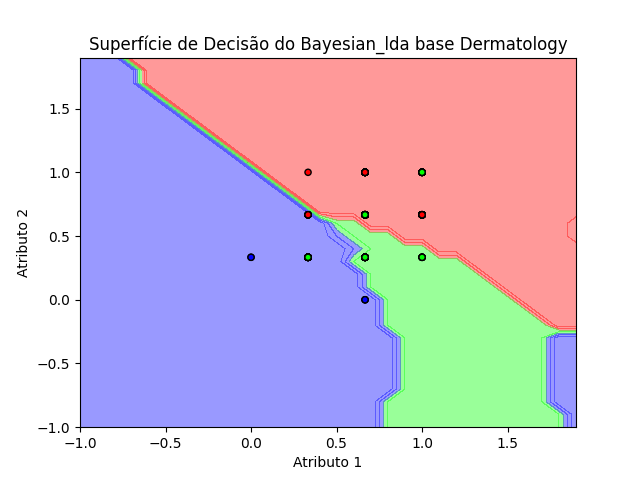 Superfície de Decisão do Bayesian_lda base Dermatology
Atributo 2
1.5
1.0
0.5
0.0
−0.5
−1.0
−1.0 −0.5 0.0 0.5 1.0 1.5
Atributo 1